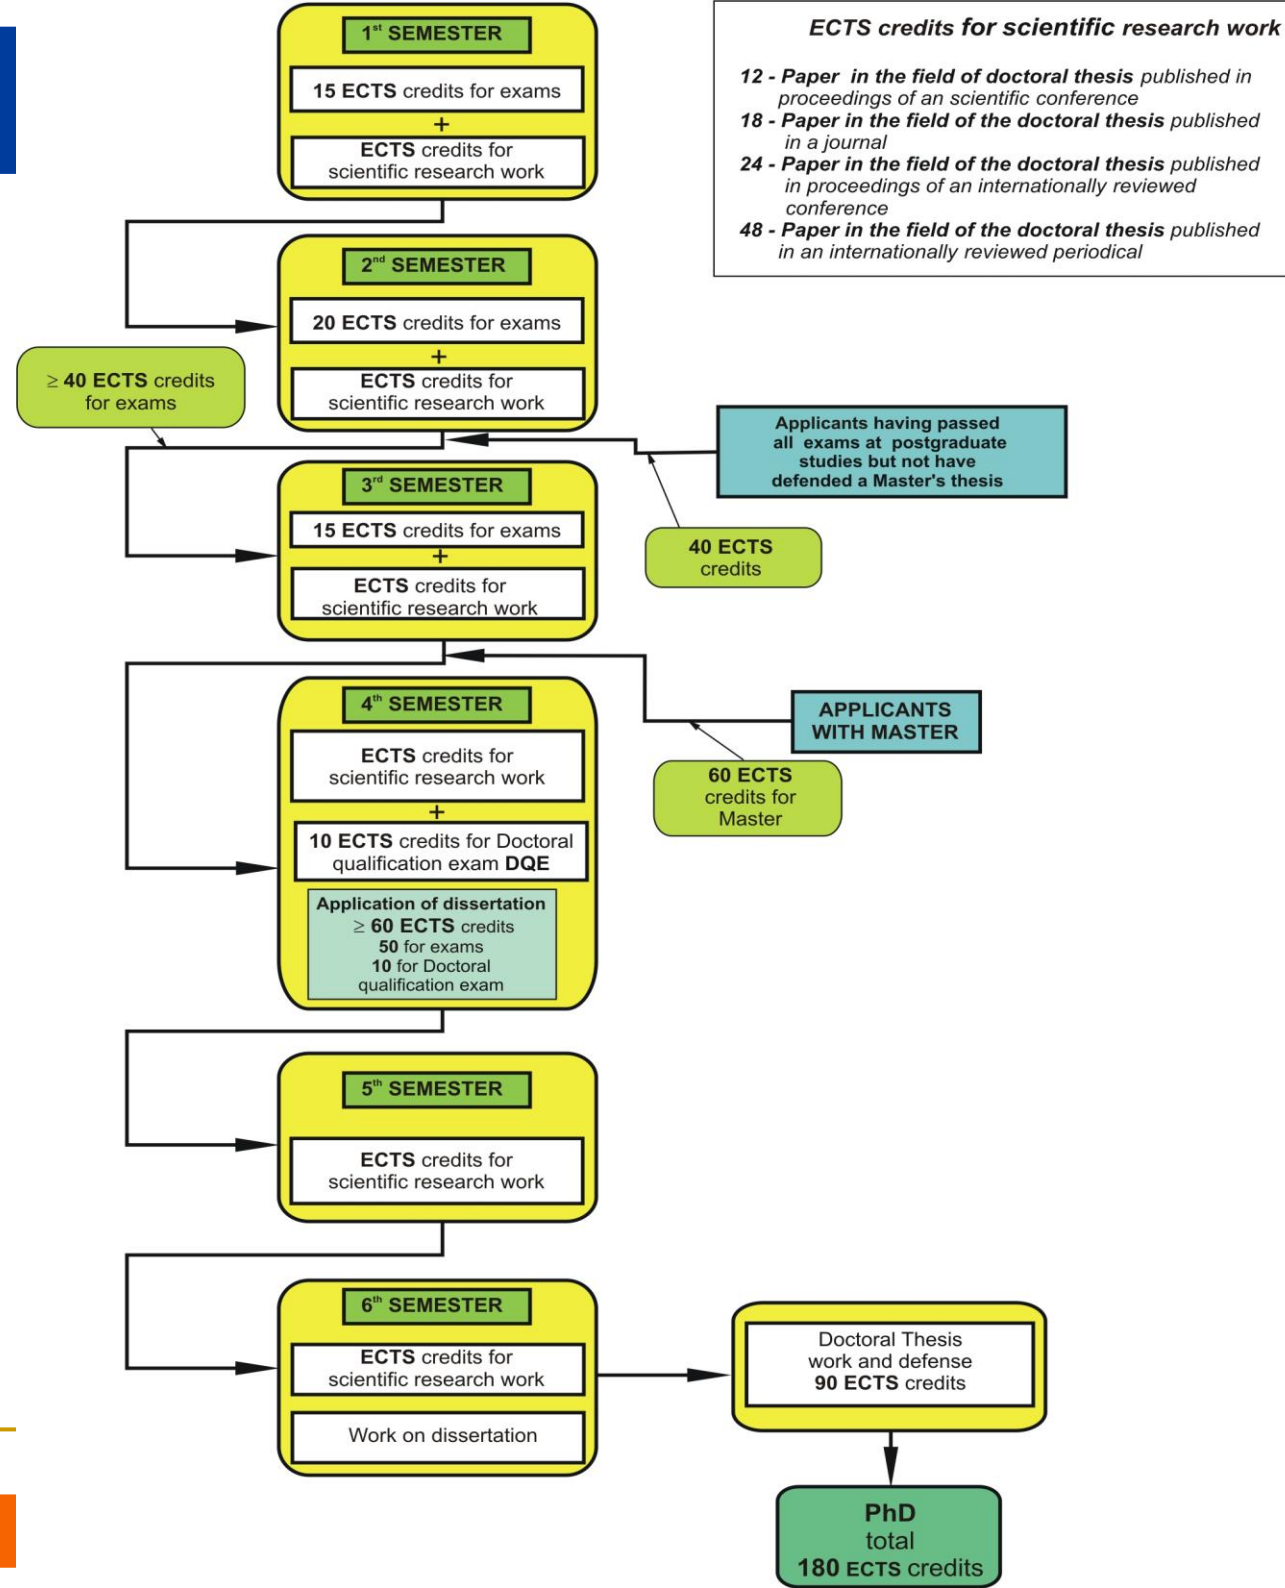 1st SEMESTER
15 ECTS credits for exams
+
ECTS credits for
scientific research work
ECTS credits for scientific research work
12 - Paper in the field of doctoral thesis published in
proceedings of an scientific conference
18 - Paper in the field of the doctoral thesis published
in a journal
24 - Paper in the field of the doctoral thesis published
in proceedings of an internationally reviewed
conference
48 - Paper in the field of the doctoral thesis published
in an internationally reviewed periodical
2nd SEMESTER
20 ECTS credits for exams
+
ECTS credits for
scientific research work
≥ 40 ECTS credits
for exams
Applicants having passed
all exams at postgraduate
studies but not have
defended a Master's thesis
40 ECTS
credits
3rd SEMESTER
15 ECTS credits for exams
+
ECTS credits for
scientific research work
APPLICANTS
WITH MASTER
60 ECTS
credits for
Master
4th SEMESTER
ECTS credits for
scientific research work
+
10 ECTS credits for Doctoral
qualification exam DQE
Application of dissertation
≥ 60 ECTS credits
50 for exams
10 for Doctoral
qualification exam
5th SEMESTER
ECTS credits for
scientific research work
6th SEMESTER
ECTS credits for
scientific research work
Work on dissertation
Doctoral Thesis
work and defense
90 ECTS credits
PhD
total
180 ECTS credits